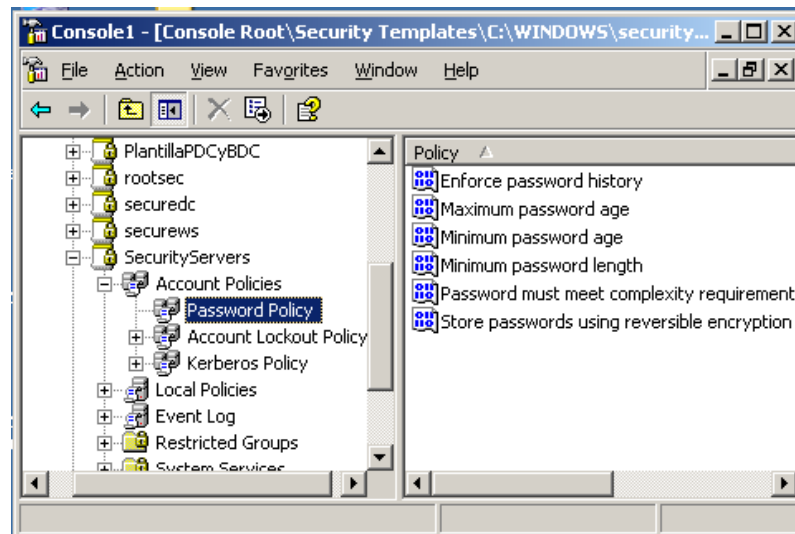 Console1 - [Console Root\Security Templates\C:\WINDOWS\security...
File Action View Favorites Window Help
PlantillaPDCyBDC
rootsec
securedc
securews
SecurityServers
Account Policies
Password Policy
Account Lockout Policy
Kerberos Policy
Local Policies
Event Log
Restricted Groups
System Services
Policy
Enforce password history
Maximum password age
Minimum password age
Minimum password length
Password must meet complexity requirement
Store passwords using reversible encryption